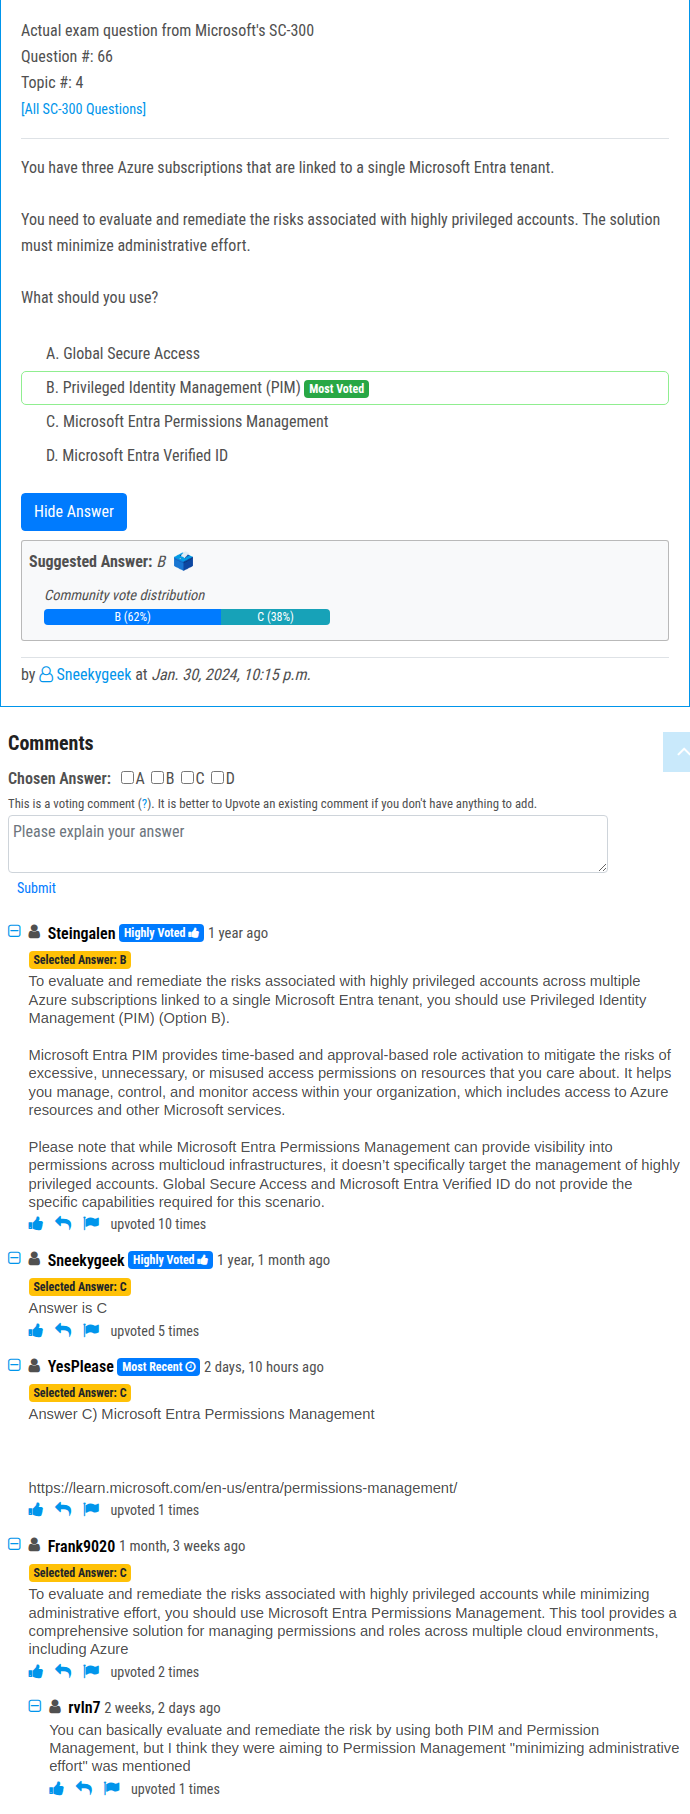 Actual exam question from Microsoft's SC-300
Question #: 66
Topic #: 4
[All SC-300 Questions]
You have three Azure subscriptions that are linked to a single Microsoft Entra tenant.
You need to evaluate and remediate the risks associated with highly privileged accounts. The solution
must minimize administrative effort.
What should you use?
A. Global Secure Access
B. Privileged Identity Management (PIM) Most Voted
C. Microsoft Entra Permissions Management
D. Microsoft Entra Verified ID
Hide Answer
Suggested Answer: B
Community vote distribution
B (62%) C (38%)
by Sneekygeek at Jan. 30, 2024, 10:15 p.m.
Comments
Chosen Answer: A B C D
This is a voting comment (?). It is better to Upvote an existing comment if you don't have anything to add.
Please explain your answer
Submit
Steingalen Highly Voted 1 year ago
Selected Answer: B
To evaluate and remediate the risks associated with highly privileged accounts across multiple
Azure subscriptions linked to a single Microsoft Entra tenant, you should use Privileged Identity
Management (PIM) (Option B).
Microsoft Entra PIM provides time-based and approval-based role activation to mitigate the risks of
excessive, unnecessary, or misused access permissions on resources that you care about. It helps
you manage, control, and monitor access within your organization, which includes access to Azure
resources and other Microsoft services.
Please note that while Microsoft Entra Permissions Management can provide visibility into
permissions across multicloud infrastructures, it doesn’t specifically target the management of highly
privileged accounts. Global Secure Access and Microsoft Entra Verified ID do not provide the
specific capabilities required for this scenario.
upvoted 10 times
Sneekygeek Highly Voted 1 year, 1 month ago
Selected Answer: C
Answer is C
upvoted 5 times
YesPlease Most Recent 2 days, 10 hours ago
Selected Answer: C
Answer C) Microsoft Entra Permissions Management
https://learn.microsoft.com/en-us/entra/permissions-management/
upvoted 1 times
Frank9020 1 month, 3 weeks ago
Selected Answer: C
To evaluate and remediate the risks associated with highly privileged accounts while minimizing
administrative effort, you should use Microsoft Entra Permissions Management. This tool provides a
comprehensive solution for managing permissions and roles across multiple cloud environments,
including Azure
upvoted 2 times
rvln7 2 weeks, 2 days ago
You can basically evaluate and remediate the risk by using both PIM and Permission
Management, but I think they were aiming to Permission Management "minimizing administrative
effort" was mentioned
upvoted 1 times